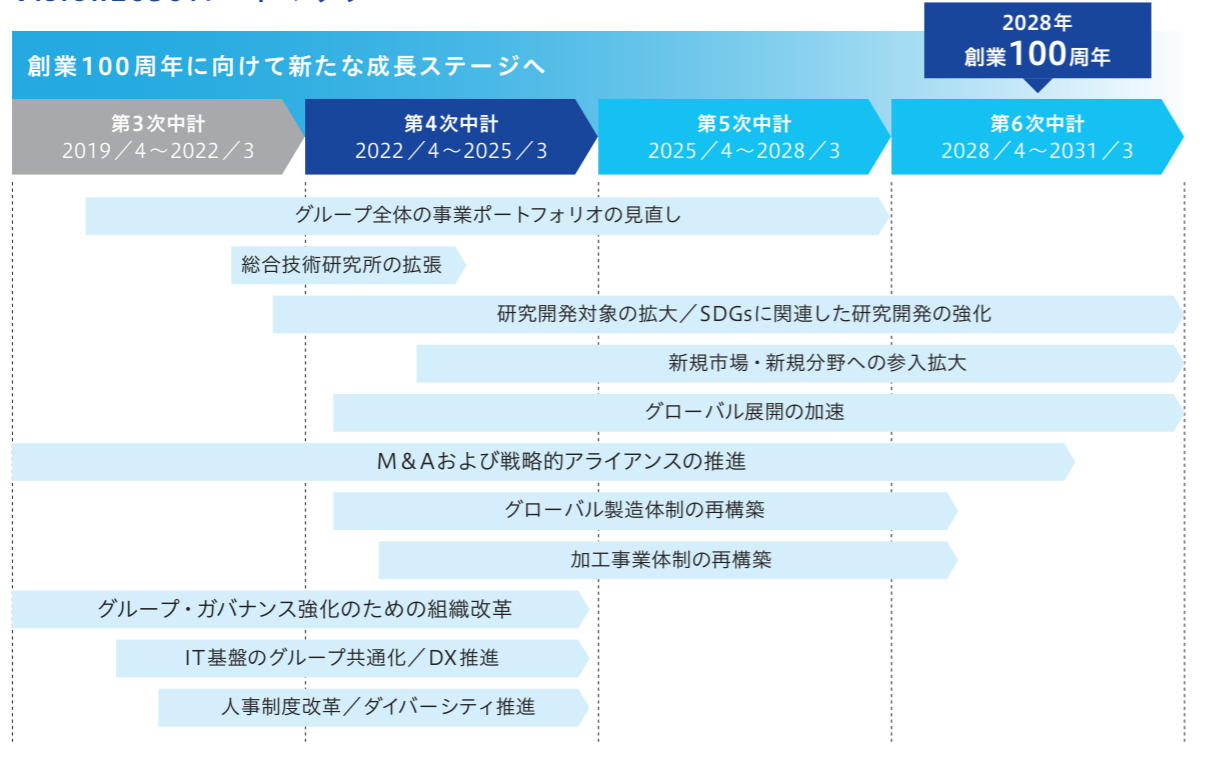 2028年
創業100周年
創業100周年に向けて新たな成長ステージへ
第3次中計
2019／4～2022／3
第4次中計
2022／4～2025／3
第5次中計
2025／4～2028／3
第6次中計
2028／4～2031／3
グループ全体の事業ポートフォリオの見直し
総合技術研究所の拡張
研究開発対象の拡大／SDGsに関連した研究開発の強化
新規市場・新規分野への参入拡大
グローバル展開の加速
M＆Aおよび戦略的アライアンスの推進
グローバル製造体制の再構築
加工事業体制の再構築
グループ・ガバナンス強化のための組織改革
IT基盤のグループ共通化／DX推進
人事制度改革／ダイバーシティ推進